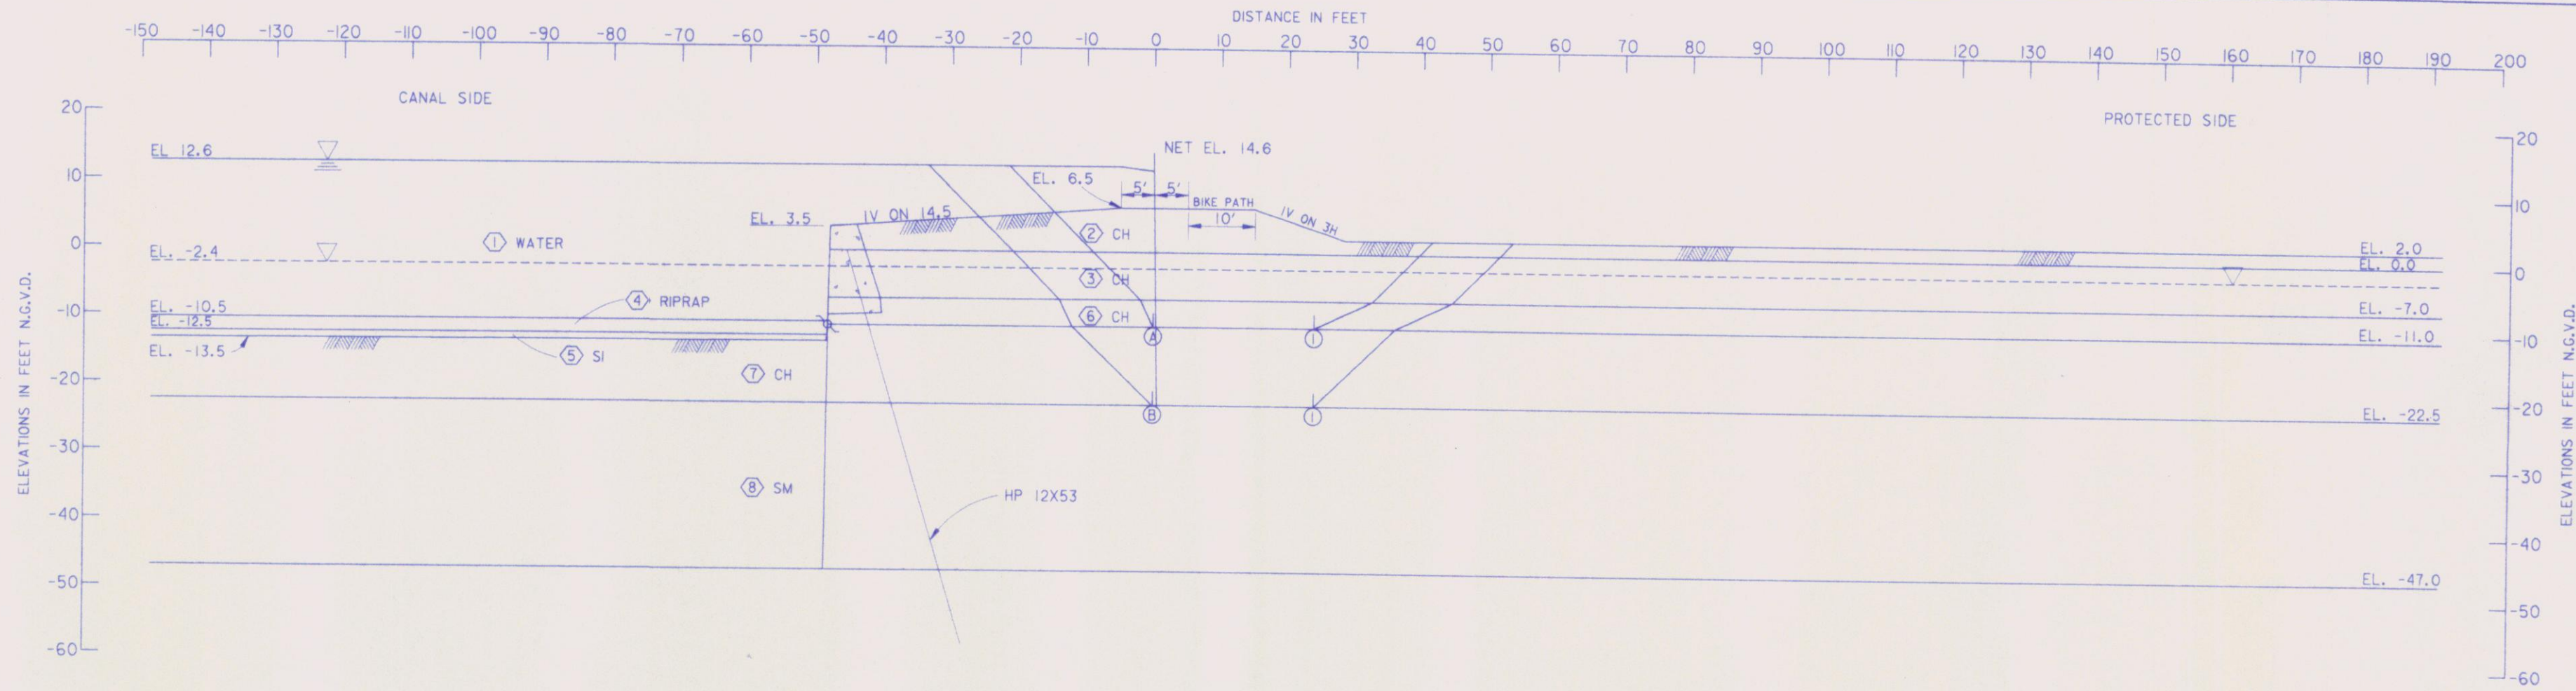 DISTANCE IN FEET
-150 -140 -130 -120 -110 -100 -90 -80 -70 -60 -50 -40 -30 -20 -10 0 10 20 30 40 50 60 70 80 90 100 110 120 130 140 150 160 170 180 190 200
CANAL SIDE
PROTECTED SIDE
ELEVATIONS IN FEET N.G.V.D.
20
10
0
-10
-20
-30
-40
-50
-60
EL 12.6
NET EL. 14.6
EL. 6.5
5' 5'
BIKE PATH
10'
1V ON 3H
EL. 3.5
1V ON 14.5
1 WATER
2 CH
EL. -2.4
3 CH
4 RIPRAP
EL. -10.5
EL. -12.5
6 CH
EL. -13.5
5 SI
A
1
7 CH
B
1
8 SM
HP 12X53
EL. 2.0
EL. 0.0
EL. -7.0
EL. -11.0
EL. -22.5
EL. -47.0
20
10
0
-10
-20
-30
-40
-50
-60
ELEVATIONS IN FEET N.G.V.D.